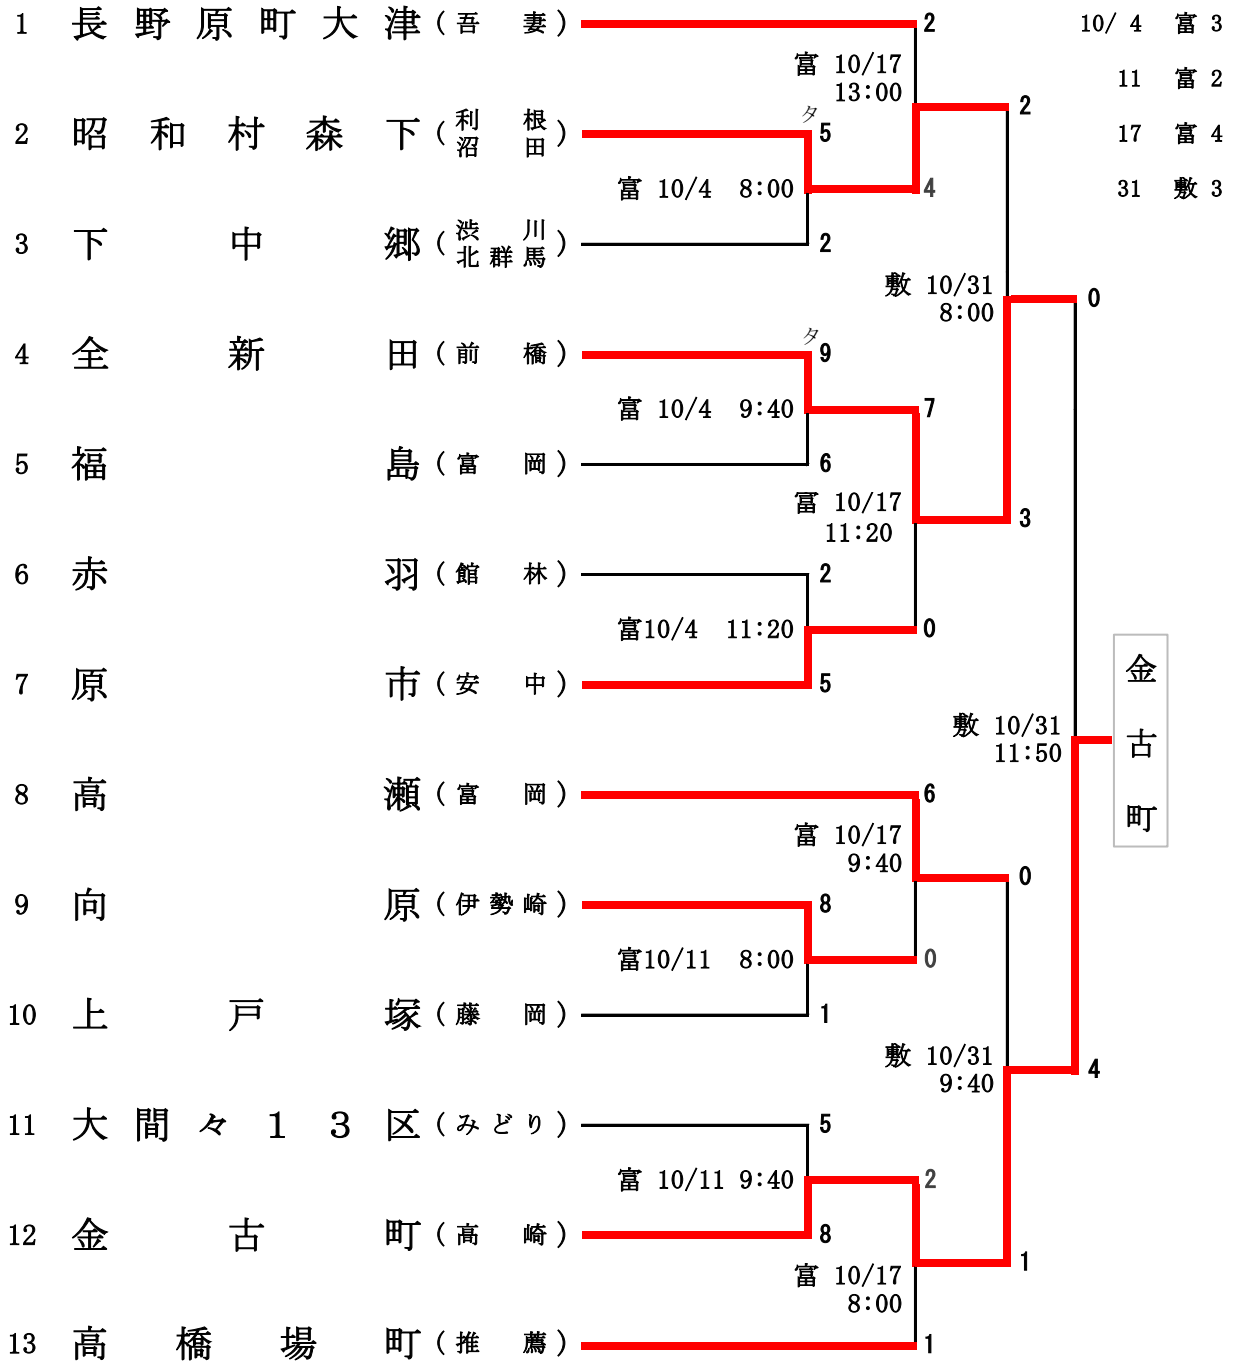 1 長野原町大津 (吾妻) 2
10/ 4 富 3
富 10/17
13:00
11 富 2
2
2 昭和村森下 (利根
沼田) タ 5
17 富 4
富 10/4 8:00
4
31 敷 3
3 下中郷 (渋川
北群馬) 2
敷 10/31
8:00
0
4 全新田 (前橋) タ 9
富 10/4 9:40
7
5 福島 (富岡) 6
富 10/17
11:20
3
6 赤羽 (館林) 2
富10/4 11:20
0
7 原市 (安中) 5
金古町
敷 10/31
11:50
8 高瀬 (富岡) 6
富 10/17
9:40
0
9 向原 (伊勢崎) 8
富10/11 8:00
0
10 上戸塚 (藤岡) 1
敷 10/31
9:40
4
11 大間々13区 (みどり) 5
富 10/11 9:40
2
12 金古町 (高崎) 8
富 10/17
8:00
1
13 高橋場町 (推薦) 1